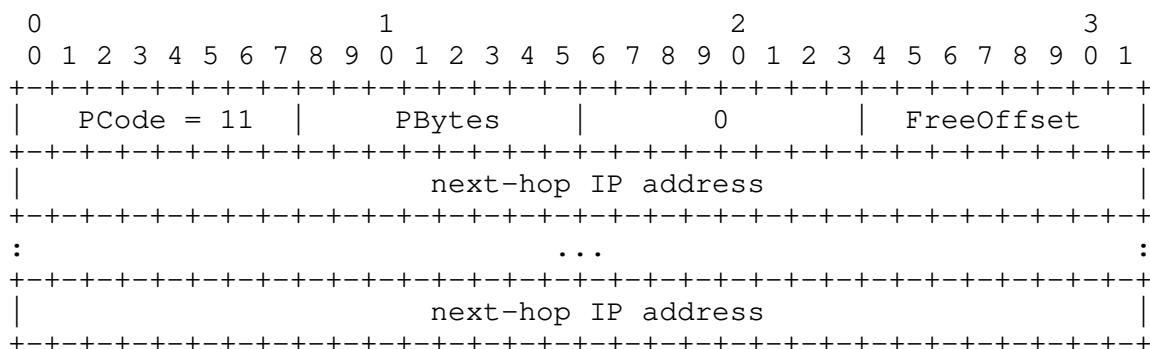 0                   1                   2                   3
 0 1 2 3 4 5 6 7 8 9 0 1 2 3 4 5 6 7 8 9 0 1 2 3 4 5 6 7 8 9 0 1
+-+-+-+-+-+-+-+-+-+-+-+-+-+-+-+-+-+-+-+-+-+-+-+-+-+-+-+-+-+-+-+-+
|   PCode = 11  |     PBytes    |       0       |  FreeOffset   |
+-+-+-+-+-+-+-+-+-+-+-+-+-+-+-+-+-+-+-+-+-+-+-+-+-+-+-+-+-+-+-+-+
|                       next-hop IP address                     |
+-+-+-+-+-+-+-+-+-+-+-+-+-+-+-+-+-+-+-+-+-+-+-+-+-+-+-+-+-+-+-+-+
:                              ...                              :
+-+-+-+-+-+-+-+-+-+-+-+-+-+-+-+-+-+-+-+-+-+-+-+-+-+-+-+-+-+-+-+-+
|                       next-hop IP address                     |
+-+-+-+-+-+-+-+-+-+-+-+-+-+-+-+-+-+-+-+-+-+-+-+-+-+-+-+-+-+-+-+-+